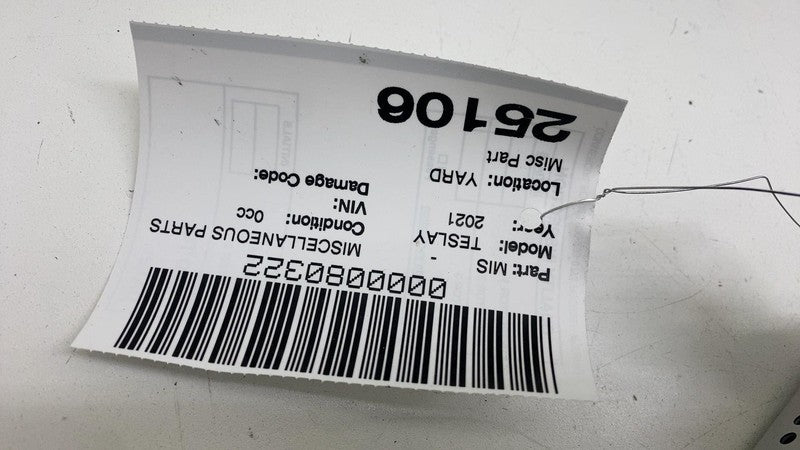 0000080322
Part: MIS - MISCELLANEOUS PARTS
Model: TESLAY
Year: 2021 Condition: 0cc
VIN:
Location: YARD Damage Code:
Misc Part
25106